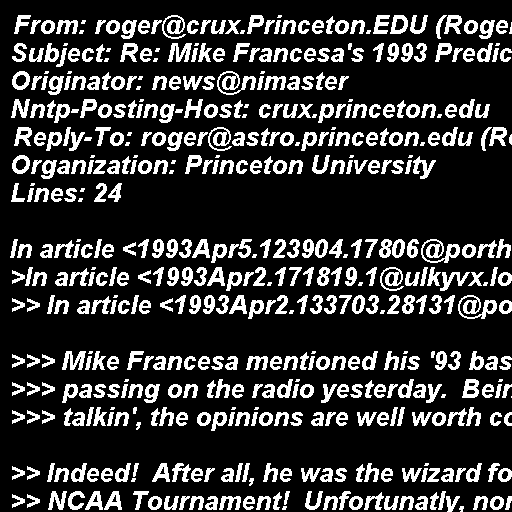 From: roger@crux.Princeton.EDU (Roger
Subject: Re: Mike Francesa's 1993 Predic
Originator: news@nimaster
Nntp-Posting-Host: crux.princeton.edu
Reply-To: roger@astro.princeton.edu (Ro
Organization: Princeton University
Lines: 24

In article <1993Apr5.123904.17806@porth
>In article <1993Apr2.171819.1@ulkyvx.lo
>> In article <1993Apr2.133703.28131@po

>>> Mike Francesa mentioned his '93 bas
>>> passing on the radio yesterday.  Bein
>>> talkin', the opinions are well worth co

>> Indeed!  After all, he was the wizard fo
>> NCAA Tournament!  Unfortunatly, non